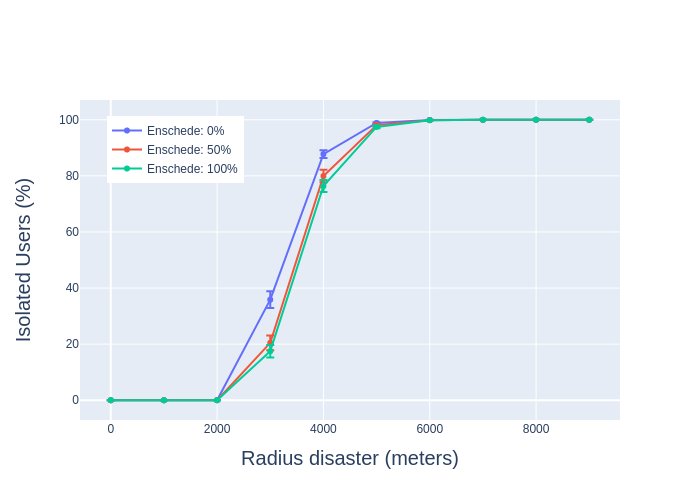 Enschede: 0%
Enschede: 50%
Enschede: 100%
100
80
60
40
20
0
Isolated Users (%)
0 2000 4000 6000 8000
Radius disaster (meters)